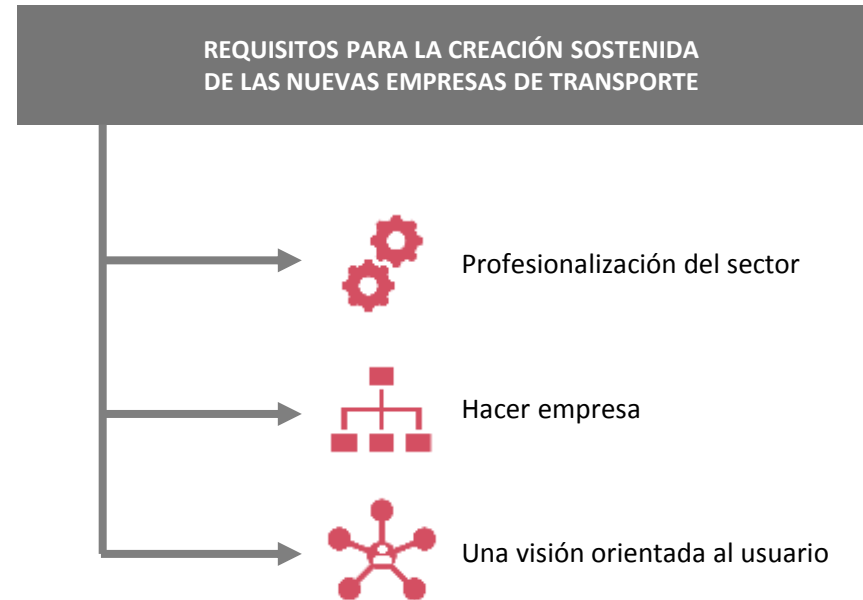 REQUISITOS PARA LA CREACIÓN SOSTENIDA
DE LAS NUEVAS EMPRESAS DE TRANSPORTE
Profesionalización del sector
Hacer empresa
Una visión orientada al usuario